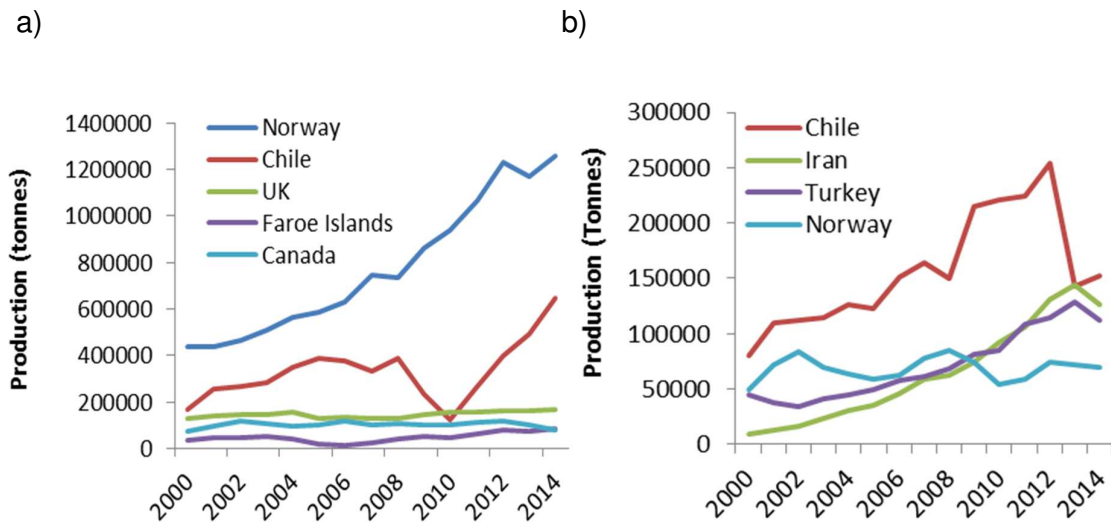 a)
Production (tonnes)
1400000
1200000
1000000
800000
600000
400000
200000
0
Norway
Chile
UK
Faroe Islands
Canada
2000
2002
2004
2006
2008
2010
2012
2014
b)
Production (Tonnes)
300000
250000
200000
150000
100000
50000
0
Chile
Iran
Turkey
Norway
2000
2002
2004
2006
2008
2010
2012
2014